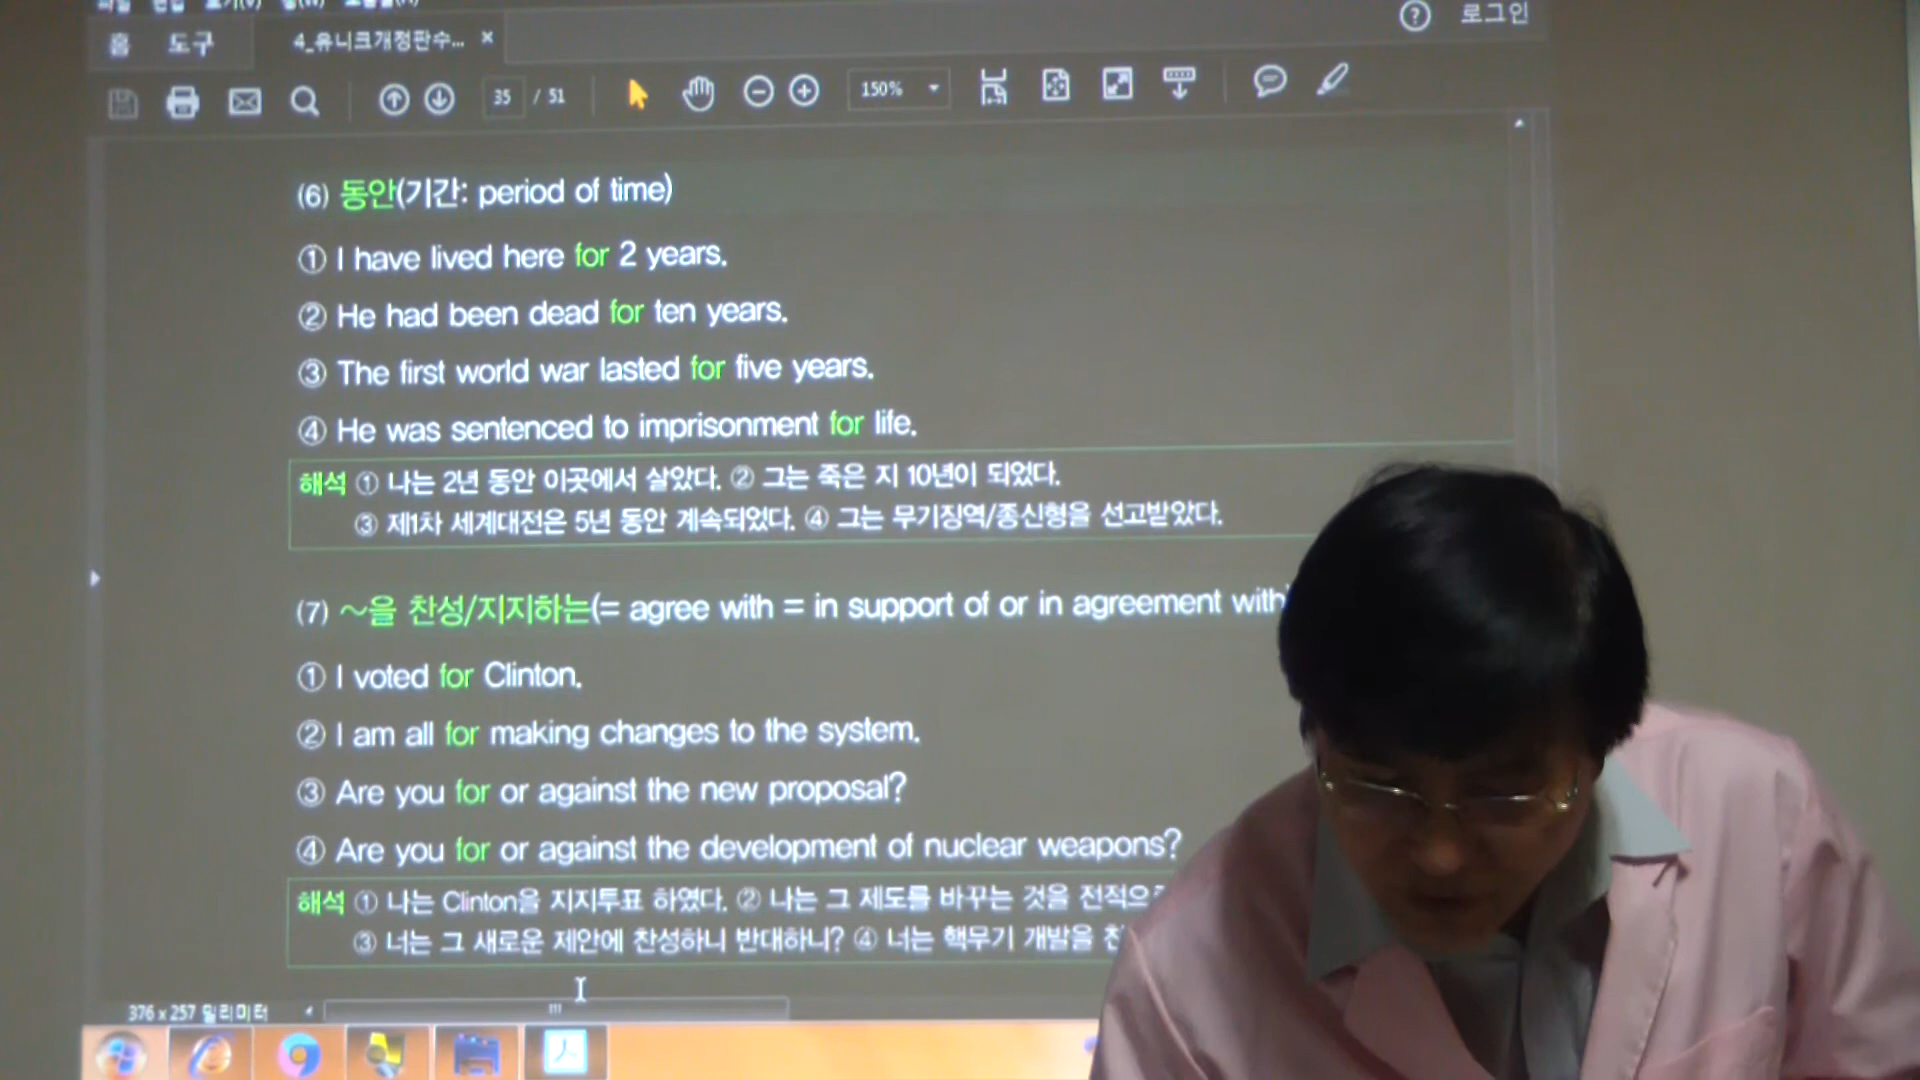 홈 도구 4_유니크개정판수... × ? 로그인
35 / 51 150%
(6) 동안(기간: period of time)
① I have lived here for 2 years.
② He had been dead for ten years.
③ The first world war lasted for five years.
④ He was sentenced to imprisonment for life.
해석 ① 나는 2년 동안 이곳에서 살았다. ② 그는 죽은 지 10년이 되었다.
③ 제1차 세계대전은 5년 동안 계속되었다. ④ 그는 무기징역/종신형을 선고받았다.
(7) ～을 찬성/지지하는(= agree with = in support of or in agreement with
① I voted for Clinton.
② I am all for making changes to the system.
③ Are you for or against the new proposal?
④ Are you for or against the development of nuclear weapons?
해석 ① 나는 Clinton을 지지투표 하였다. ② 나는 그 제도를 바꾸는 것을 전적으
③ 너는 그 새로운 제안에 찬성하니 반대하니? ④ 너는 핵무기 개발을 찬
376 x 257 밀리미터